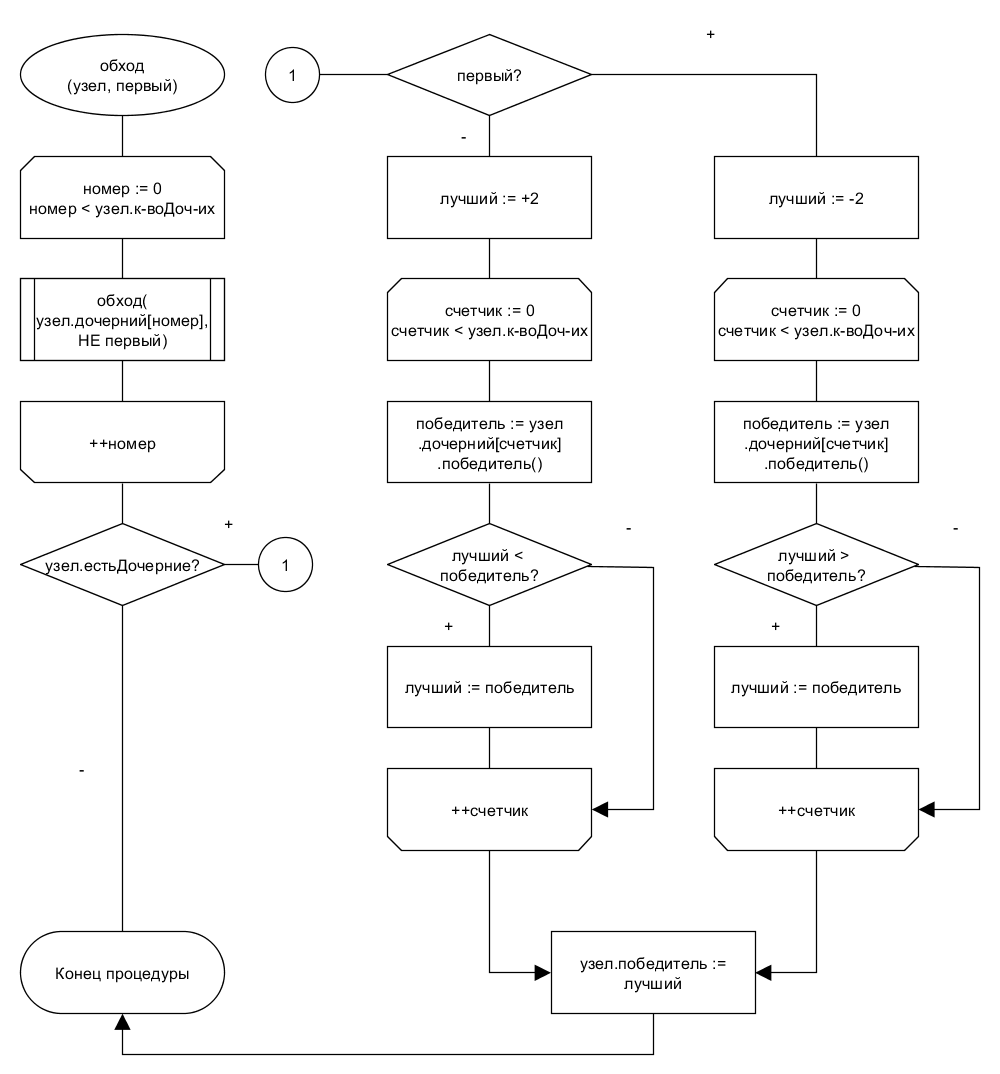 обход
(узел, первый)
номер := 0
номер < узел.к-воДоч-их
обход(
узел.дочерний[номер],
НЕ первый)
++номер
узел.естьДочерние?
+
1
-
Конец процедуры
1
первый?
+
-
лучший := +2
счетчик := 0
счетчик < узел.к-воДоч-их
победитель := узел
.дочерний[счетчик]
.победитель()
лучший <
победитель?
-
+
лучший := победитель
++счетчик
лучший := -2
счетчик := 0
счетчик < узел.к-воДоч-их
победитель := узел
.дочерний[счетчик]
.победитель()
лучший >
победитель?
-
+
лучший := победитель
++счетчик
узел.победитель :=
лучший